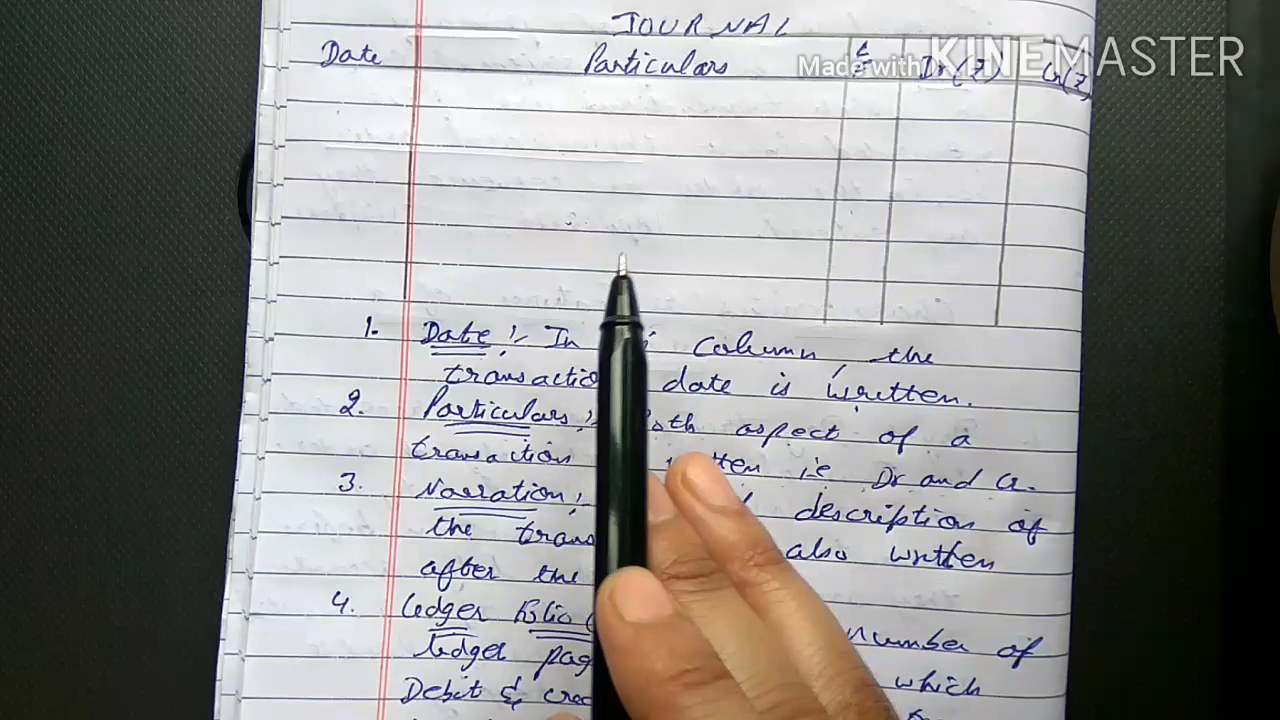 JOURNAL
Date Particulars L.F Dr(₹) Cr(₹)
Made with KINEMASTER
1. Date :- In column, the
transaction date is written.
2. Particulars :- aspect of a
transaction i.e Dr and Cr.
3. Narration :- description of
the also written
after the
4. Ledger Folio ( number of
ledger which
Debit &